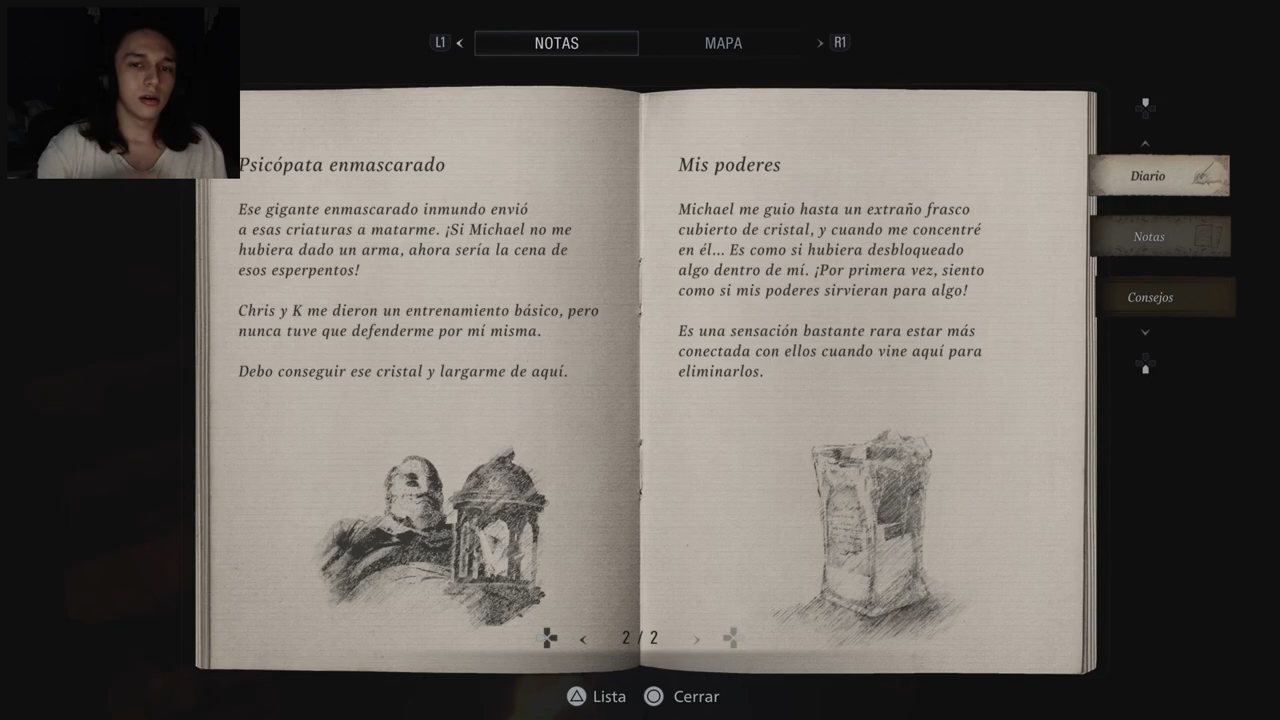 L1
NOTAS
MAPA
R1
Psicópata enmascarado
Ese gigante enmascarado inmundo envió
a esas criaturas a matarme. ¡Si Michael no me
hubiera dado un arma, ahora sería la cena de
esos esperpentos!
Chris y K me dieron un entrenamiento básico, pero
nunca tuve que defenderme por mí misma.
Debo conseguir ese cristal y largarme de aquí.
Mis poderes
Michael me guio hasta un extraño frasco
cubierto de cristal, y cuando me concentré
en él... Es como si hubiera desbloqueado
algo dentro de mí. ¡Por primera vez, siento
como si mis poderes sirvieran para algo!
Es una sensación bastante rara estar más
conectada con ellos cuando vine aquí para
eliminarlos.
Diario
Notas
Consejos
2 / 2
Lista
Cerrar